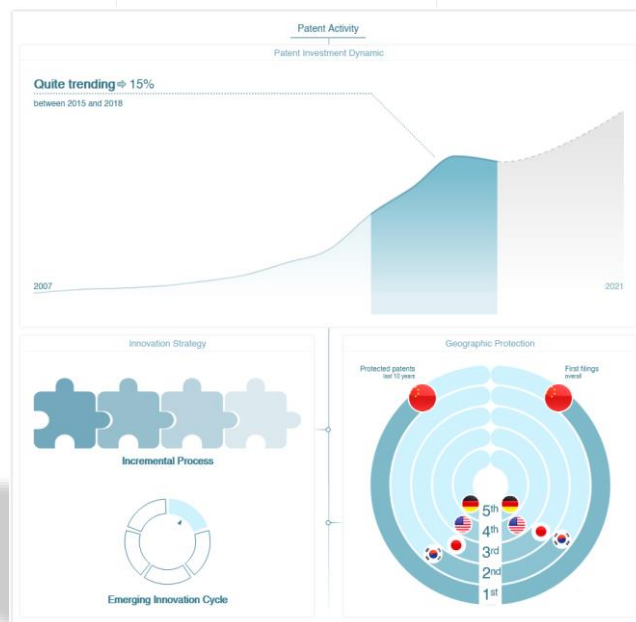 Patent Activity
Patent Investment Dynamic
Quite trending ⇨ 15%
between 2015 and 2018
2007
2021
Innovation Strategy
Incremental Process
Emerging Innovation Cycle
Geographic Protection
Protected patents
last 10 years
First filings
overall
5th
4th
3rd
2nd
1st